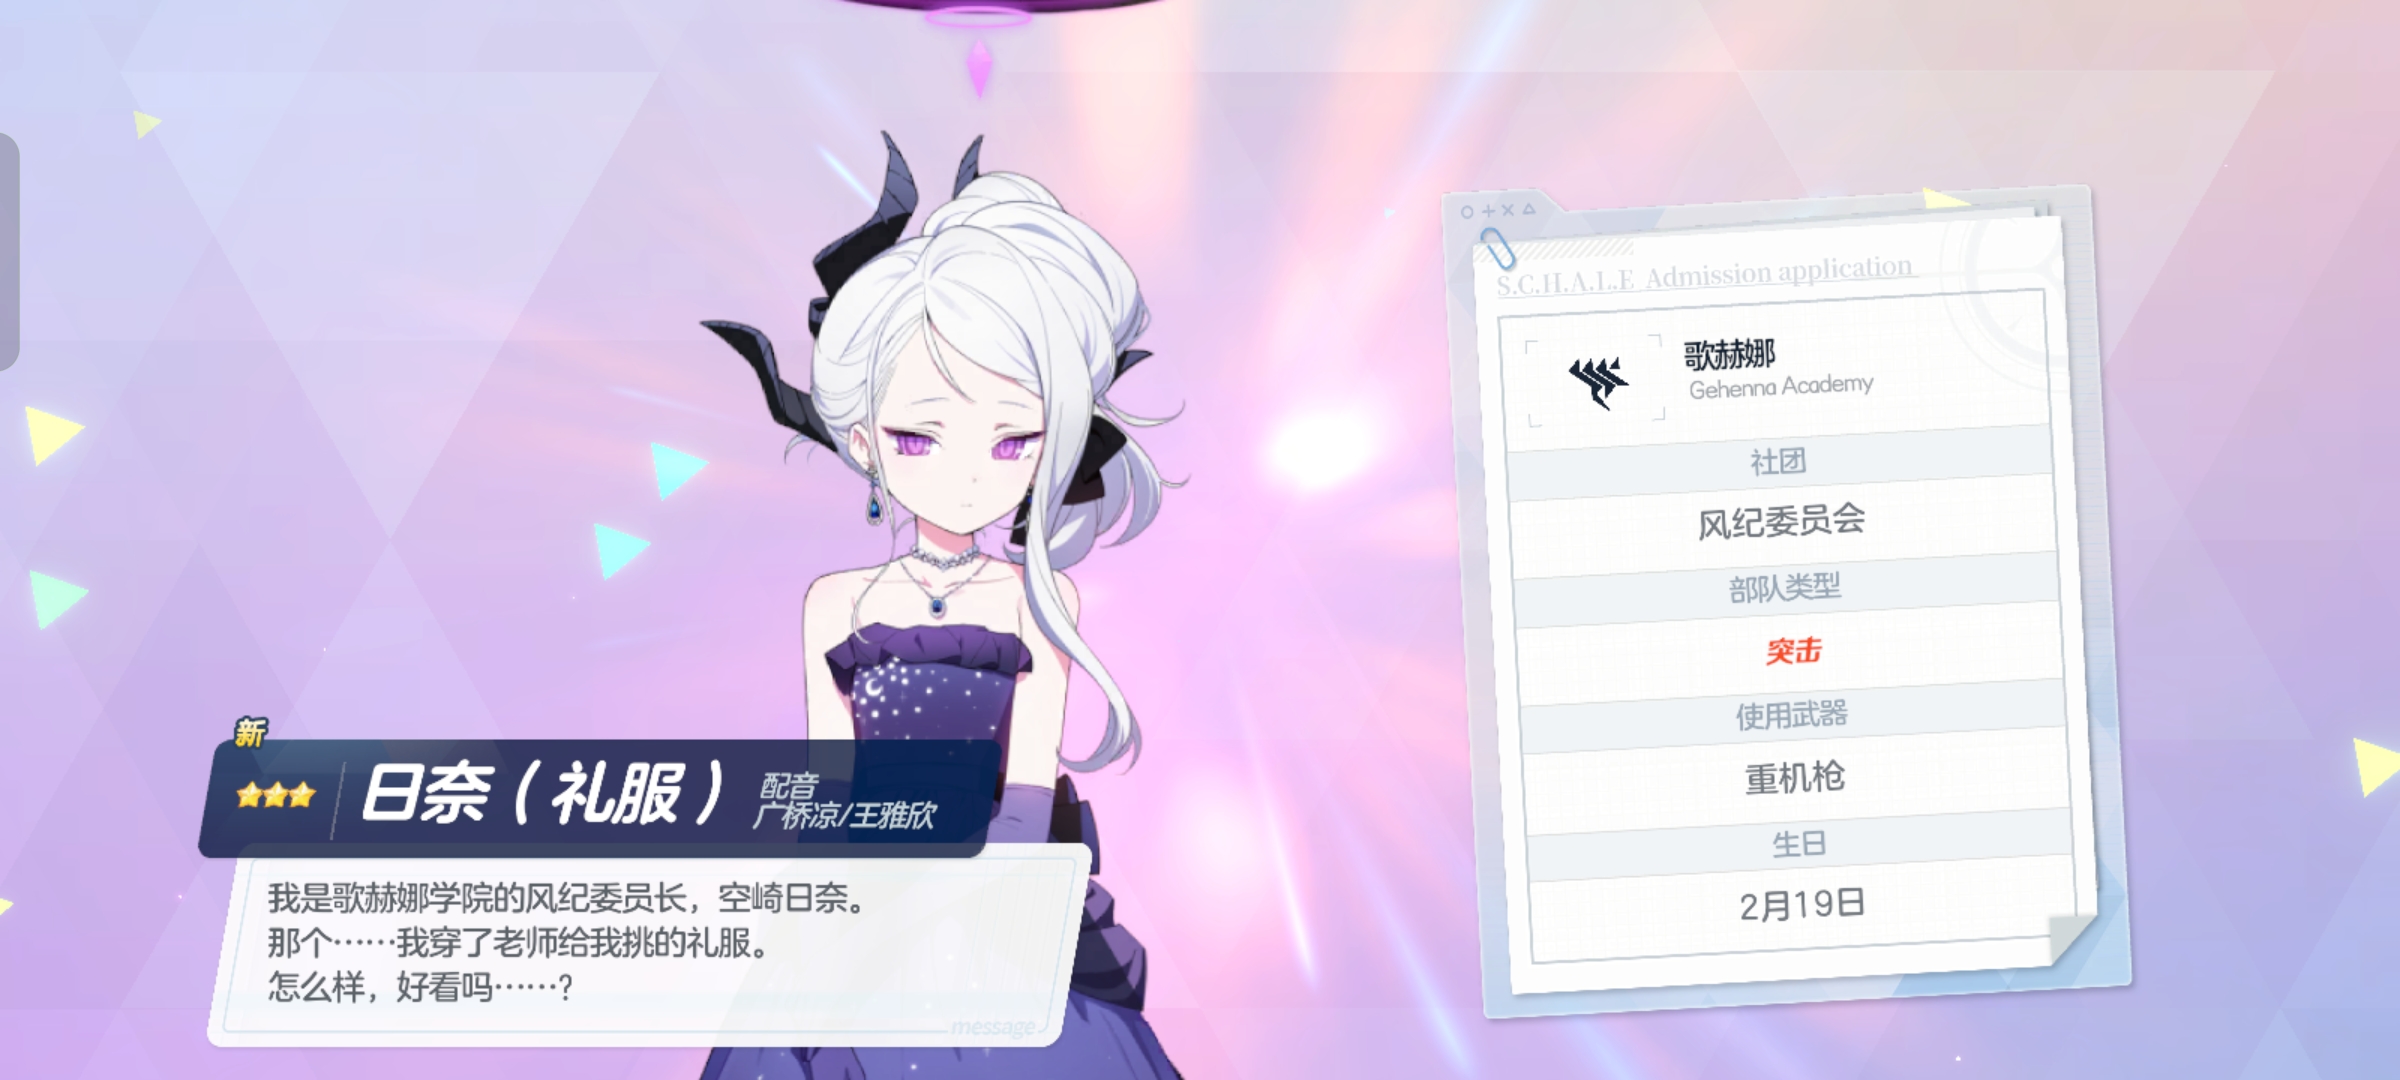 新
日奈（礼服）
配音
广桥凉/王雅欣
我是歌赫娜学院的风纪委员长，空崎日奈。
那个……我穿了老师给我挑的礼服。
怎么样，好看吗……？
message
S.C.H.A.L.E Admission application
歌赫娜
Gehenna Academy
社团
风纪委员会
部队类型
突击
使用武器
重机枪
生日
2月19日